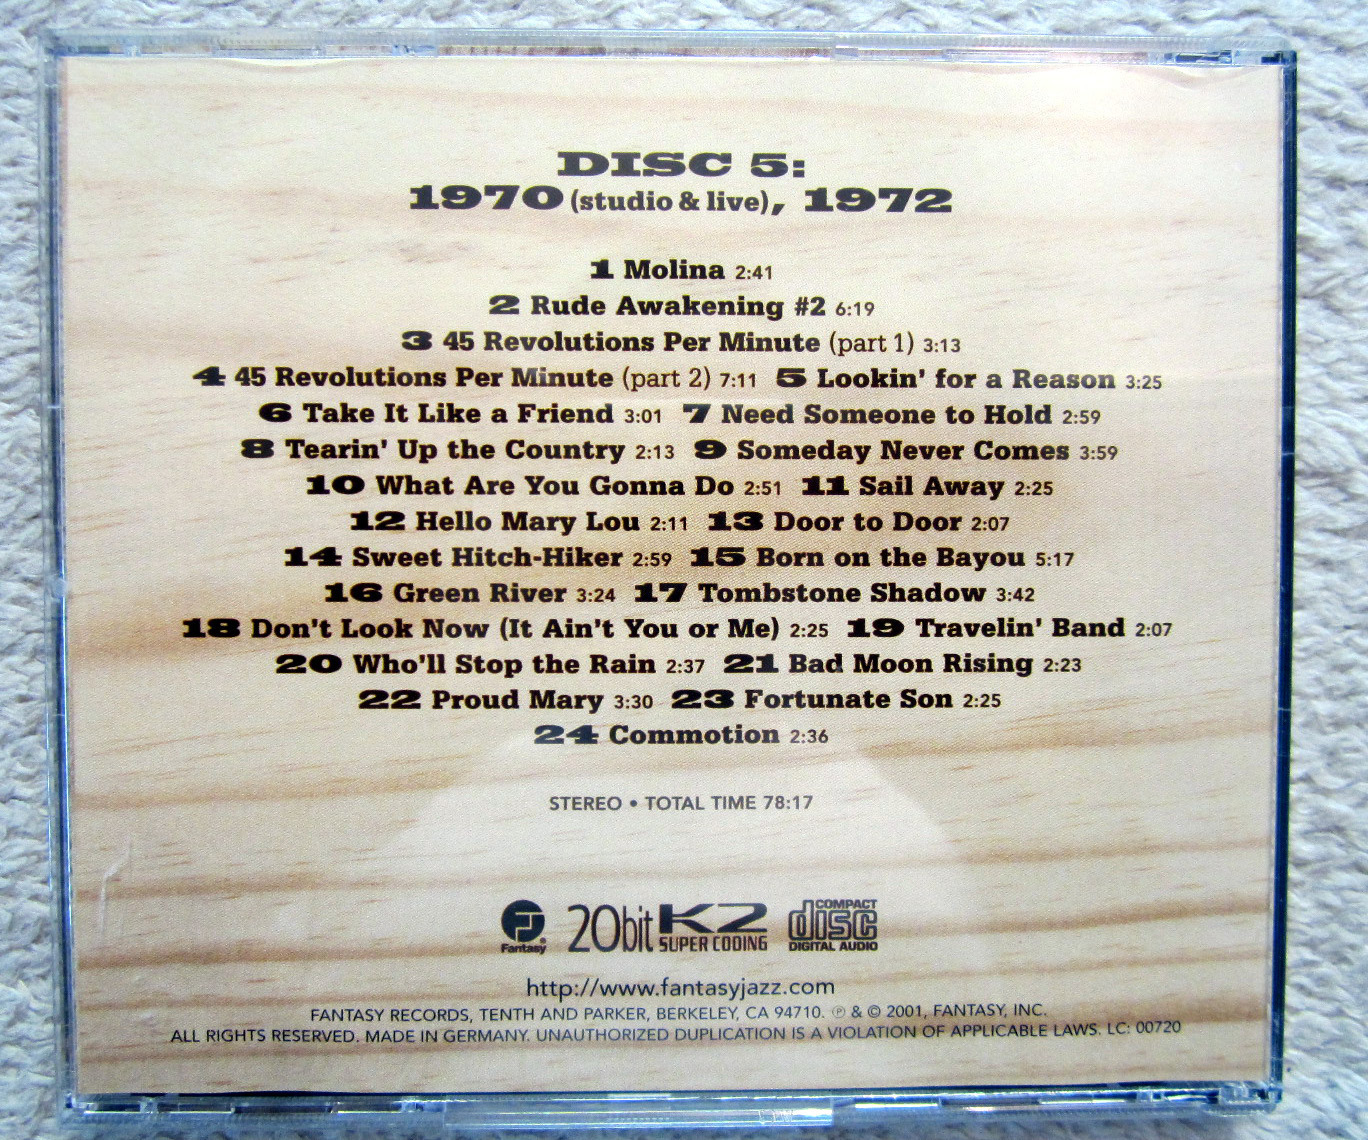 DISC 5:
1970 (studio & live), 1972
1 Molina 2:41
2 Rude Awakening #2 6:19
3 45 Revolutions Per Minute (part 1) 3:13
4 45 Revolutions Per Minute (part 2) 7:11 5 Lookin' for a Reason 3:25
6 Take It Like a Friend 3:01 7 Need Someone to Hold 2:59
8 Tearin' Up the Country 2:13 9 Someday Never Comes 3:59
10 What Are You Gonna Do 2:51 11 Sail Away 2:25
12 Hello Mary Lou 2:11 13 Door to Door 2:07
14 Sweet Hitch-Hiker 2:59 15 Born on the Bayou 5:17
16 Green River 3:24 17 Tombstone Shadow 3:42
18 Don't Look Now (It Ain't You or Me) 2:25 19 Travelin' Band 2:07
20 Who'll Stop the Rain 2:37 21 Bad Moon Rising 2:23
22 Proud Mary 3:30 23 Fortunate Son 2:25
24 Commotion 2:36
STEREO • TOTAL TIME 78:17
Fantasy® 20bit K2 SUPER CODING COMPACT disc DIGITAL AUDIO
http://www.fantasyjazz.com
FANTASY RECORDS, TENTH AND PARKER, BERKELEY, CA 94710. ℗ & © 2001, FANTASY, INC.
ALL RIGHTS RESERVED. MADE IN GERMANY. UNAUTHORIZED DUPLICATION IS A VIOLATION OF APPLICABLE LAWS. LC: 00720